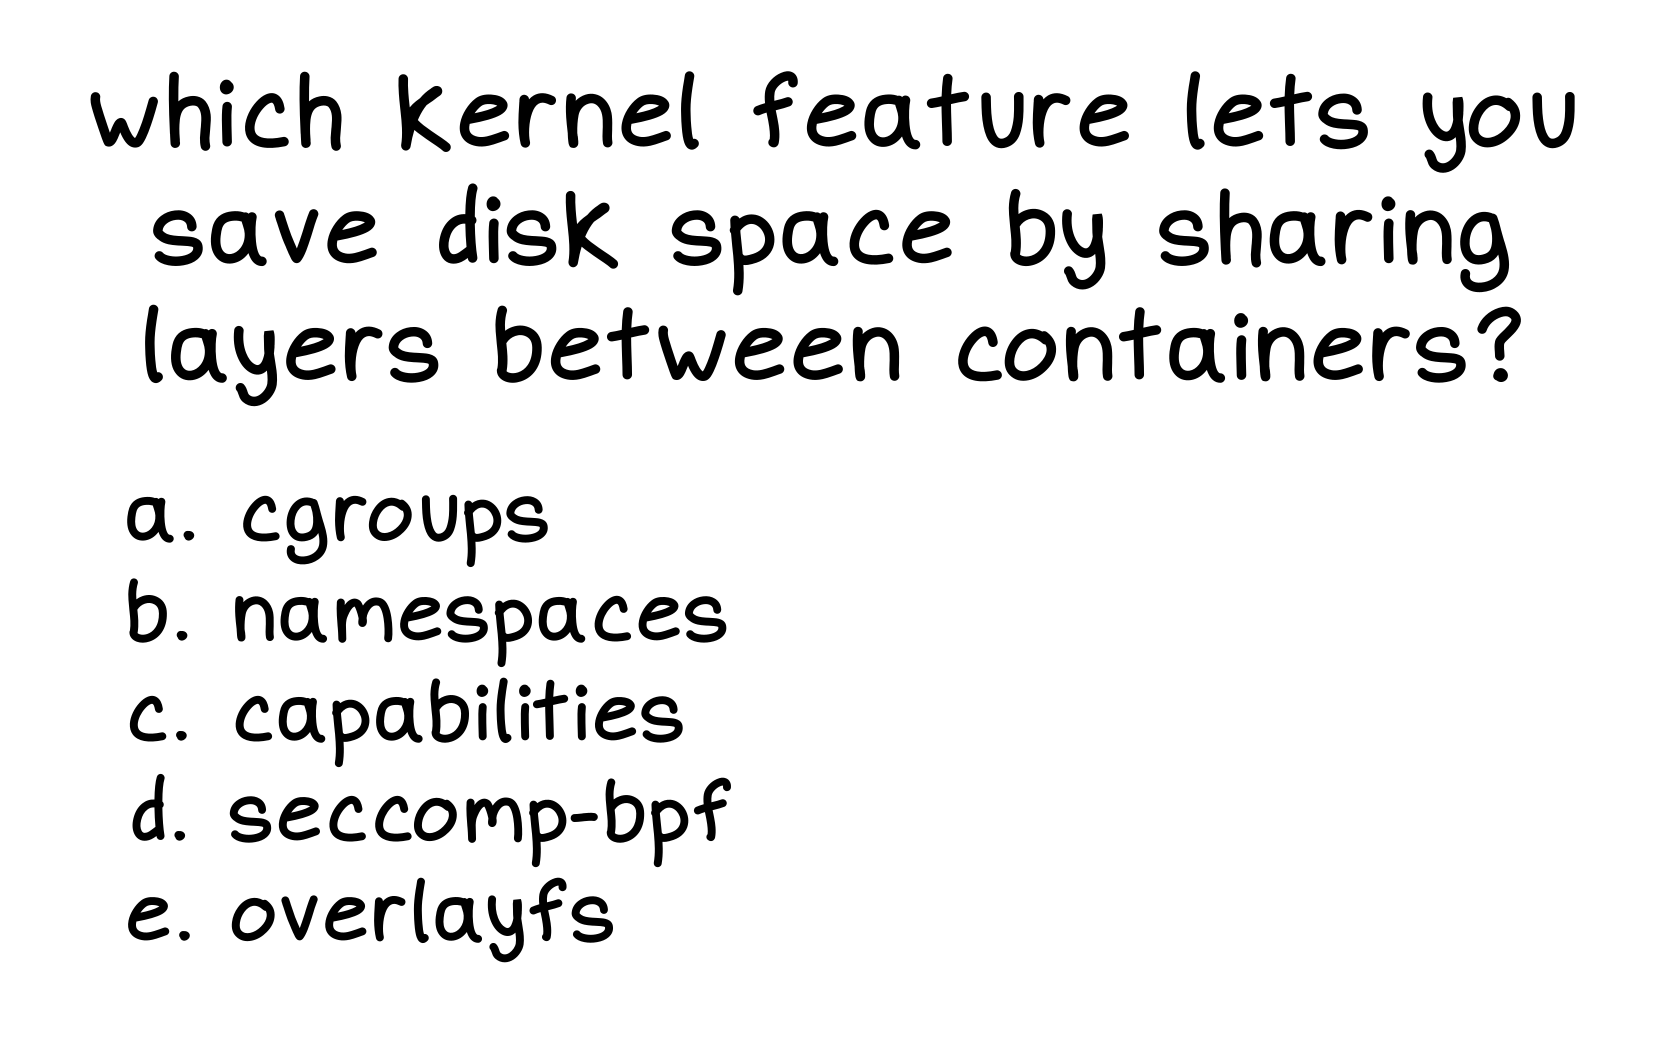 which kernel feature lets you
save disk space by sharing
layers between containers?
a. cgroups
b. namespaces
c. capabilities
d. seccomp-bpf
e. overlayfs